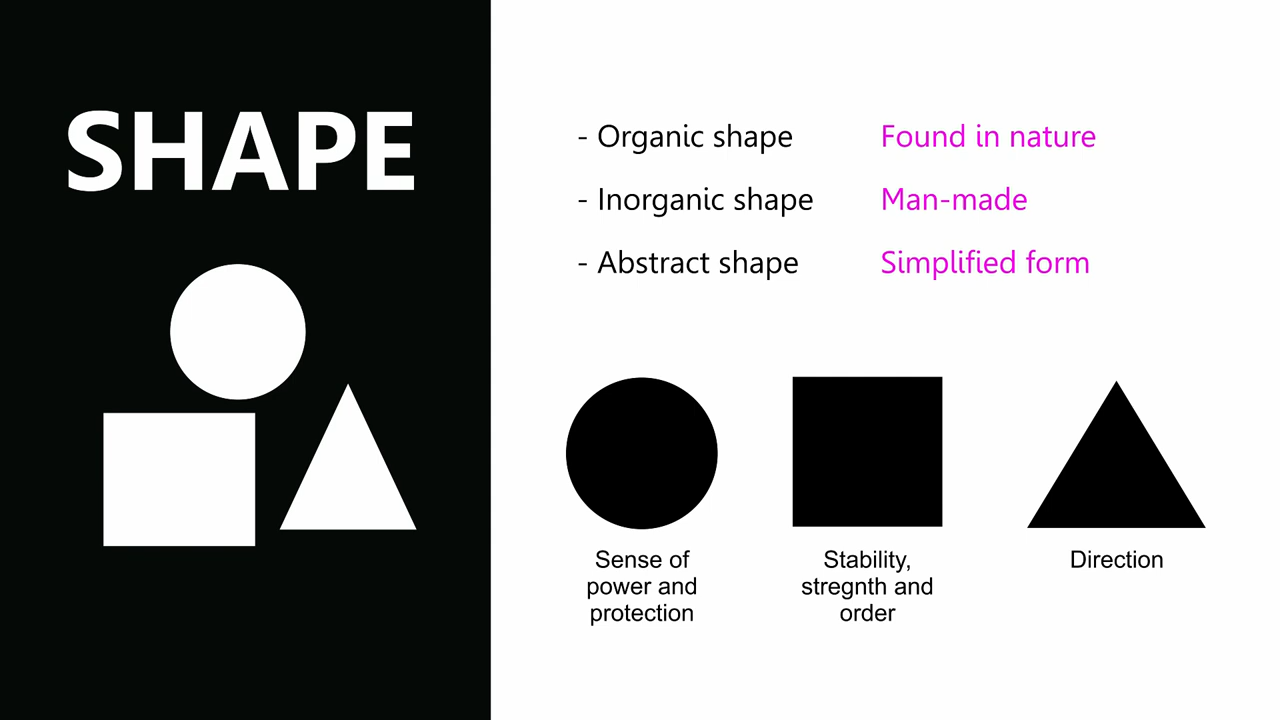 SHAPE
- Organic shape Found in nature
- Inorganic shape Man-made
- Abstract shape Simplified form
Sense of
power and
protection
Stability,
stregnth and
order
Direction